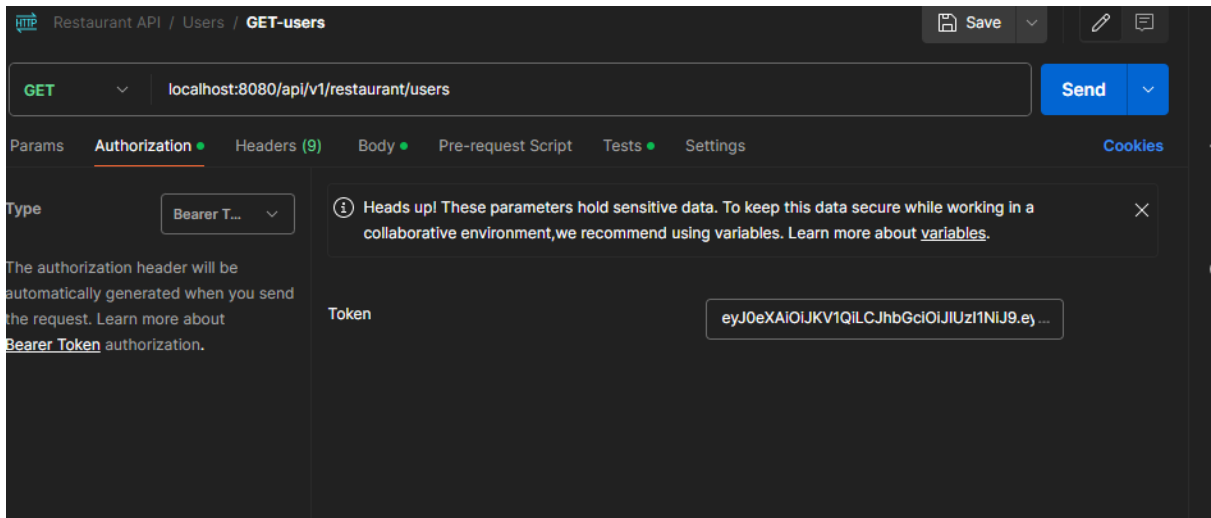 HTTP Restaurant API / Users / GET-users Save
GET localhost:8080/api/v1/restaurant/users Send
Params Authorization Headers (9) Body Pre-request Script Tests Settings Cookies
Type Bearer T...
The authorization header will be
automatically generated when you send
the request. Learn more about
Bearer Token authorization.
Heads up! These parameters hold sensitive data. To keep this data secure while working in a
collaborative environment,we recommend using variables. Learn more about variables.
Token eyJ0eXAiOiJKV1QiLCJhbGciOiJIUzI1NiJ9.ey...